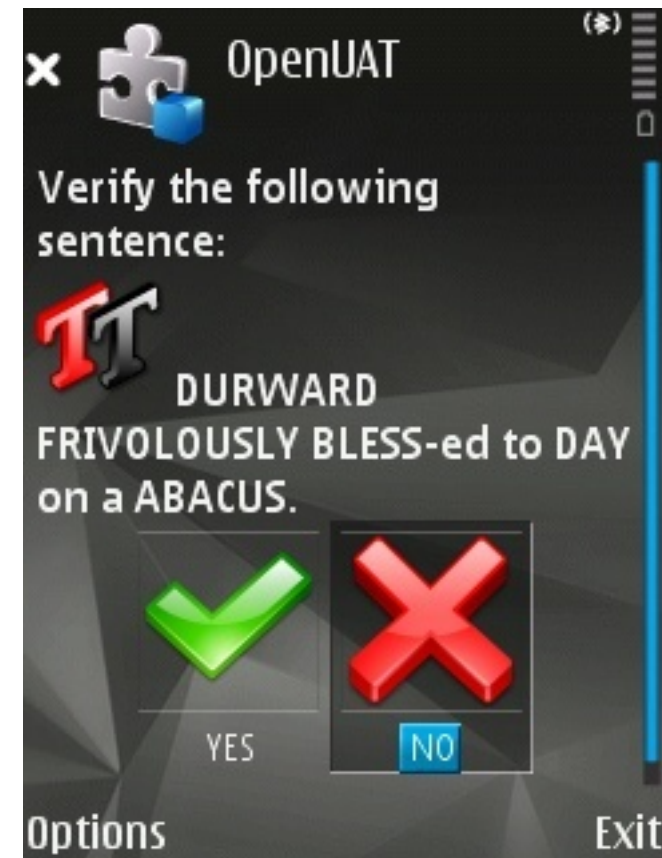 OpenUAT
Verify the following
sentence:
DURWARD
FRIVOLOUSLY BLESS-ed to DAY
on a ABACUS.
YES
NO
Options
Exit